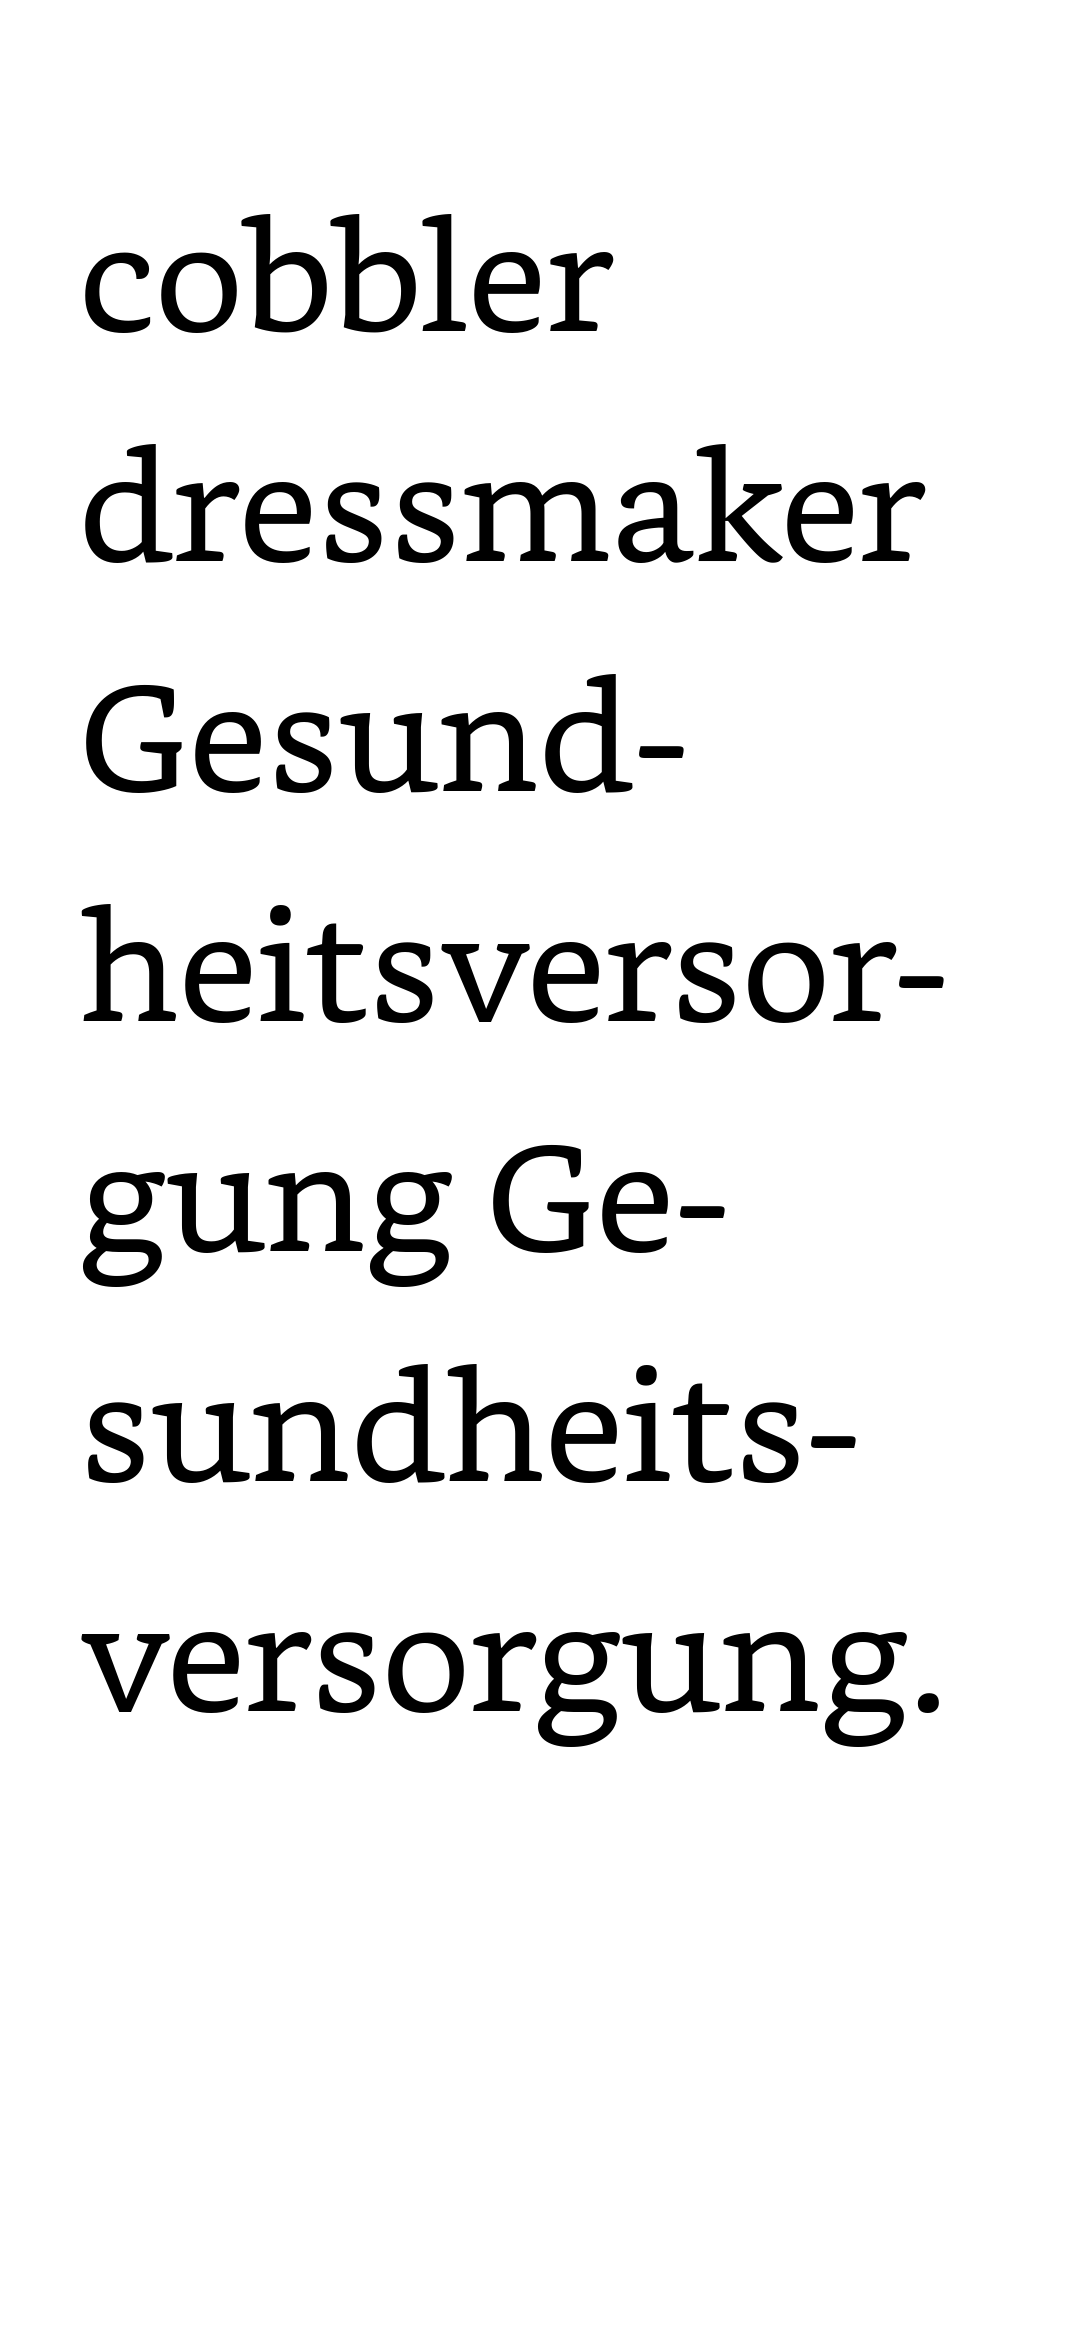 cobbler
dressmaker
Gesund-
heitsversor-
gung Ge-
sundheits-
versorgung.